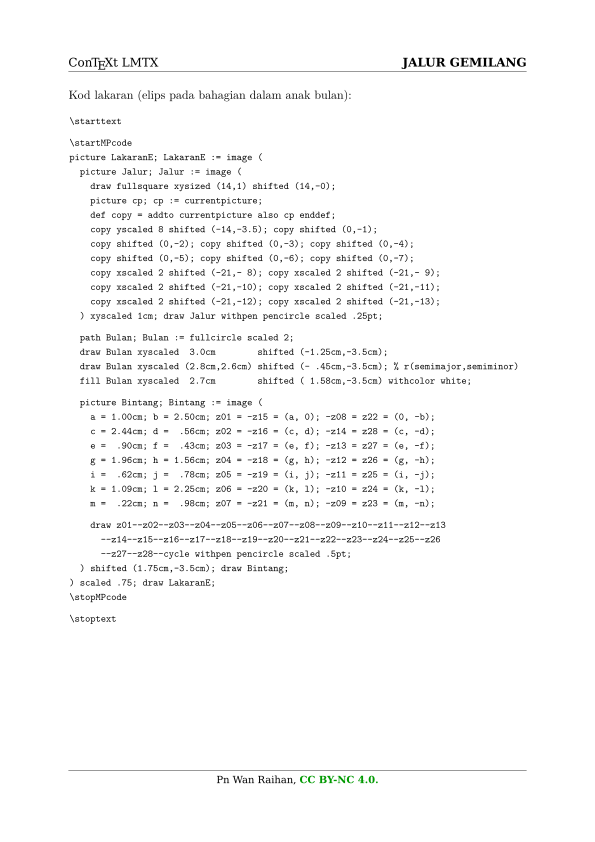 ConTEXt LMTX JALUR GEMILANG
Kod lakaran (elips pada bahagian dalam anak bulan):
\starttext
\startMPcode
picture LakaranE; LakaranE := image (
  picture Jalur; Jalur := image (
    draw fullsquare xysized (14,1) shifted (14,-0);
    picture cp; cp := currentpicture;
    def copy = addto currentpicture also cp enddef;
    copy yscaled 8 shifted (-14,-3.5); copy shifted (0,-1);
    copy shifted (0,-2); copy shifted (0,-3); copy shifted (0,-4);
    copy shifted (0,-5); copy shifted (0,-6); copy shifted (0,-7);
    copy xscaled 2 shifted (-21,- 8); copy xscaled 2 shifted (-21,- 9);
    copy xscaled 2 shifted (-21,-10); copy xscaled 2 shifted (-21,-11);
    copy xscaled 2 shifted (-21,-12); copy xscaled 2 shifted (-21,-13);
  ) xyscaled 1cm; draw Jalur withpen pencircle scaled .25pt;
  path Bulan; Bulan := fullcircle scaled 2;
  draw Bulan xyscaled  3.0cm        shifted (-1.25cm,-3.5cm);
  draw Bulan xyscaled (2.8cm,2.6cm) shifted (- .45cm,-3.5cm); % r(semimajor,semiminor)
  fill Bulan xyscaled  2.7cm        shifted ( 1.58cm,-3.5cm) withcolor white;
  picture Bintang; Bintang := image (
    a = 1.00cm; b = 2.50cm; z01 = -z15 = (a, 0); -z08 = z22 = (0, -b);
    c = 2.44cm; d =  .56cm; z02 = -z16 = (c, d); -z14 = z28 = (c, -d);
    e =  .90cm; f =  .43cm; z03 = -z17 = (e, f); -z13 = z27 = (e, -f);
    g = 1.96cm; h = 1.56cm; z04 = -z18 = (g, h); -z12 = z26 = (g, -h);
    i =  .62cm; j =  .78cm; z05 = -z19 = (i, j); -z11 = z25 = (i, -j);
    k = 1.09cm; l = 2.25cm; z06 = -z20 = (k, l); -z10 = z24 = (k, -l);
    m =  .22cm; n =  .98cm; z07 = -z21 = (m, n); -z09 = z23 = (m, -n);
    draw z01--z02--z03--z04--z05--z06--z07--z08--z09--z10--z11--z12--z13
      --z14--z15--z16--z17--z18--z19--z20--z21--z22--z23--z24--z25--z26
      --z27--z28--cycle withpen pencircle scaled .5pt;
  ) shifted (1.75cm,-3.5cm); draw Bintang;
) scaled .75; draw LakaranE;
\stopMPcode
\stoptext
Pn Wan Raihan, CC BY-NC 4.0.